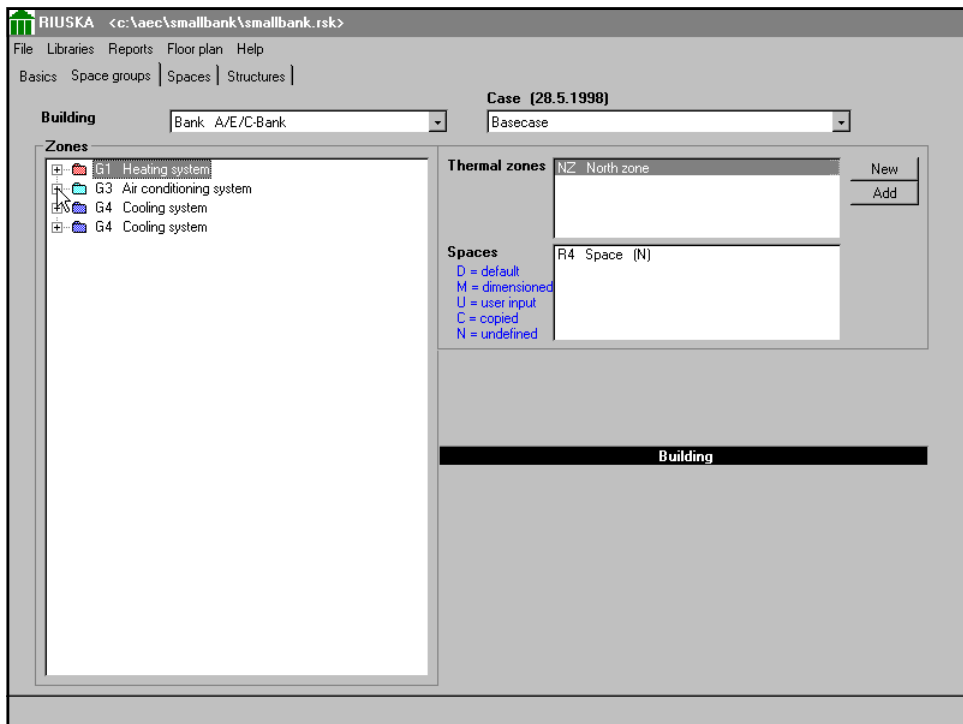 RIUSKA <c:\aec\smallbank\smallbank.rsk>
File Libraries Reports Floor plan Help
Basics Space groups Spaces Structures
Case (28.5.1998)
Building Bank A/E/C-Bank Basecase
Zones
G1 Heating system
G3 Air conditioning system
G4 Cooling system
G4 Cooling system
Thermal zones NZ North zone New
Add
Spaces R4 Space (N)
D = default
M = dimensioned
U = user input
C = copied
N = undefined
Building